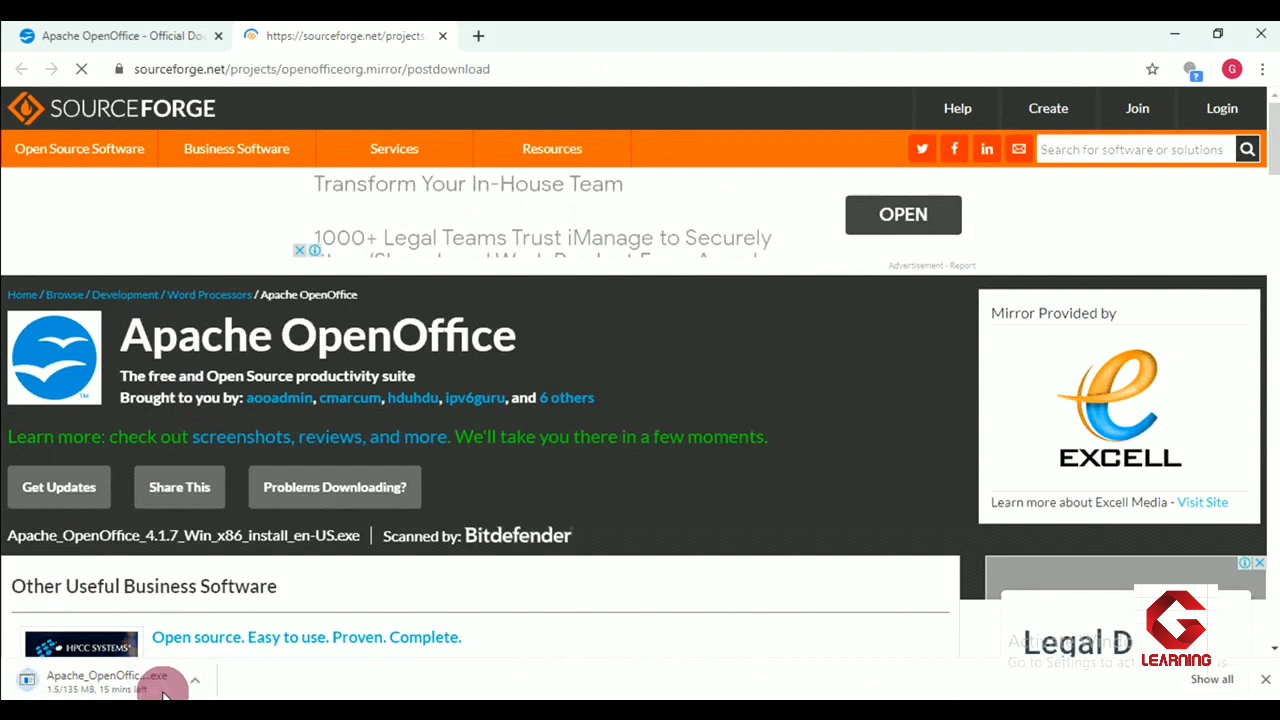 Apache OpenOffice - Official Do
https://sourceforge.net/projects
sourceforge.net/projects/openofficeorg.mirror/postdownload
G
SOURCEFORGE
Help
Create
Join
Login
Open Source Software
Business Software
Services
Resources
Search for software or solutions
Transform Your In-House Team
1000+ Legal Teams Trust iManage to Securely
OPEN
Advertisement - Report
Home / Browse / Development / Word Processors / Apache OpenOffice
Apache OpenOffice
The free and Open Source productivity suite
Brought to you by: aooadmin, cmarcum, hduhdu, ipv6guru, and 6 others
Learn more: check out screenshots, reviews, and more. We'll take you there in a few moments.
Get Updates
Share This
Problems Downloading?
Apache_OpenOffice_4.1.7_Win_x86_install_en-US.exe
Scanned by: Bitdefender
Mirror Provided by
EXCELL
Learn more about Excell Media - Visit Site
Other Useful Business Software
HPCC SYSTEMS
Open source. Easy to use. Proven. Complete.
Legal D
Go to Settings to act
LEARNING
Apache_OpenOffic....exe
1.5/135 MB, 15 mins left
Show all